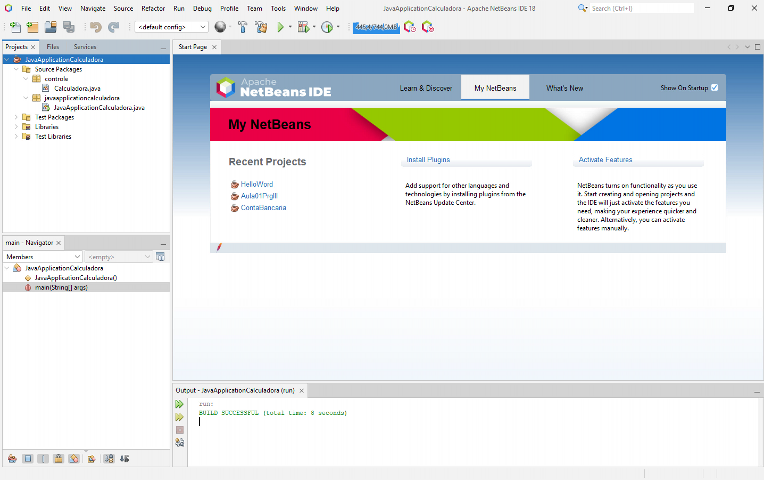 File Edit View Navigate Source Refactor Run Debug Profile Team Tools Window Help
JavaApplicationCalculadora - Apache NetBeans IDE 18
Search (Ctrl+I)
<default config>
Projects
Files
Services
JavaApplicationCalculadora
Source Packages
controle
Calculadora.java
javaapplicationcalculadora
JavaApplicationCalculadora.java
Test Packages
Libraries
Test Libraries
main - Navigator
Members
<empty>
JavaApplicationCalculadora
JavaApplicationCalculadora()
main(String[] args)
Start Page
Apache
NetBeans IDE
Learn & Discover
My NetBeans
What's New
Show On Startup
My NetBeans
Recent Projects
HelloWord
Aula01PrgIII
ContaBancaria
Install Plugins
Add support for other languages and
technologies by installing plugins from the
NetBeans Update Center.
Activate Features
NetBeans turns on functionality as you use
it. Start creating and opening projects and
the IDE will just activate the features you
need, making your experience quicker and
cleaner. Alternatively, you can activate
features manually.
Output - JavaApplicationCalculadora (run)
run:
BUILD SUCCESSFUL (total time: 8 seconds)